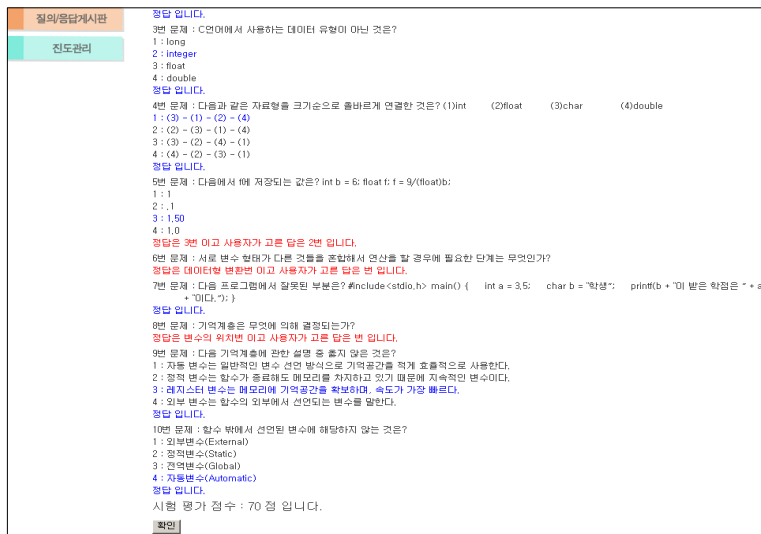 질의/응답게시판
진도관리
정답 입니다.
3번 문제 : C언어에서 사용하는 데이터 유형이 아닌 것은?
1 : long
2 : integer
3 : float
4 : double
정답 입니다.
4번 문제 : 다음과 같은 자료형을 크기순으로 올바르게 연결한 것은? (1)int (2)float (3)char (4)double
1 : (3) - (1) - (2) - (4)
2 : (2) - (3) - (1) - (4)
3 : (3) - (2) - (4) - (1)
4 : (4) - (2) - (3) - (1)
정답 입니다.
5번 문제 : 다음에서 f에 저장되는 값은? int b = 6; float f; f = 9/(float)b;
1 : 1
2 : .1
3 : 1.50
4 : 1.0
정답은 3번 이고 사용자가 고른 답은 2번 입니다.
6번 문제 : 서로 변수 형태가 다른 것들을 혼합해서 연산을 할 경우에 필요한 단계는 무엇인가?
정답은 데이터형 변환번 이고 사용자가 고른 답은 번 입니다.
7번 문제 : 다음 프로그램에서 잘못된 부분은? #include<stdio.h> main() { int a = 3.5; char b = "학생"; printf(b + "이 받은 학점은 " + a
+ "이다."); }
정답 입니다.
8번 문제 : 기억계층은 무엇에 의해 결정되는가?
정답은 변수의 위치번 이고 사용자가 고른 답은 번 입니다.
9번 문제 : 다음 기억계층에 관한 설명 중 옳지 않은 것은?
1 : 자동 변수는 일반적인 변수 선언 방식으로 기억공간을 적게 효율적으로 사용한다.
2 : 정적 변수는 함수가 종료해도 메모리를 차지하고 있기 때문에 지속적인 변수이다.
3 : 레지스터 변수는 메모리에 기억공간을 확보하며, 속도가 가장 빠르다.
4 : 외부 변수는 함수의 외부에서 선언되는 변수를 말한다.
정답 입니다.
10번 문제 : 함수 밖에서 선언된 변수에 해당하지 않는 것은?
1 : 외부변수(External)
2 : 정적변수(Static)
3 : 전역변수(Global)
4 : 자동변수(Automatic)
정답 입니다.
시험 평가 점수 : 70 점 입니다.
확인